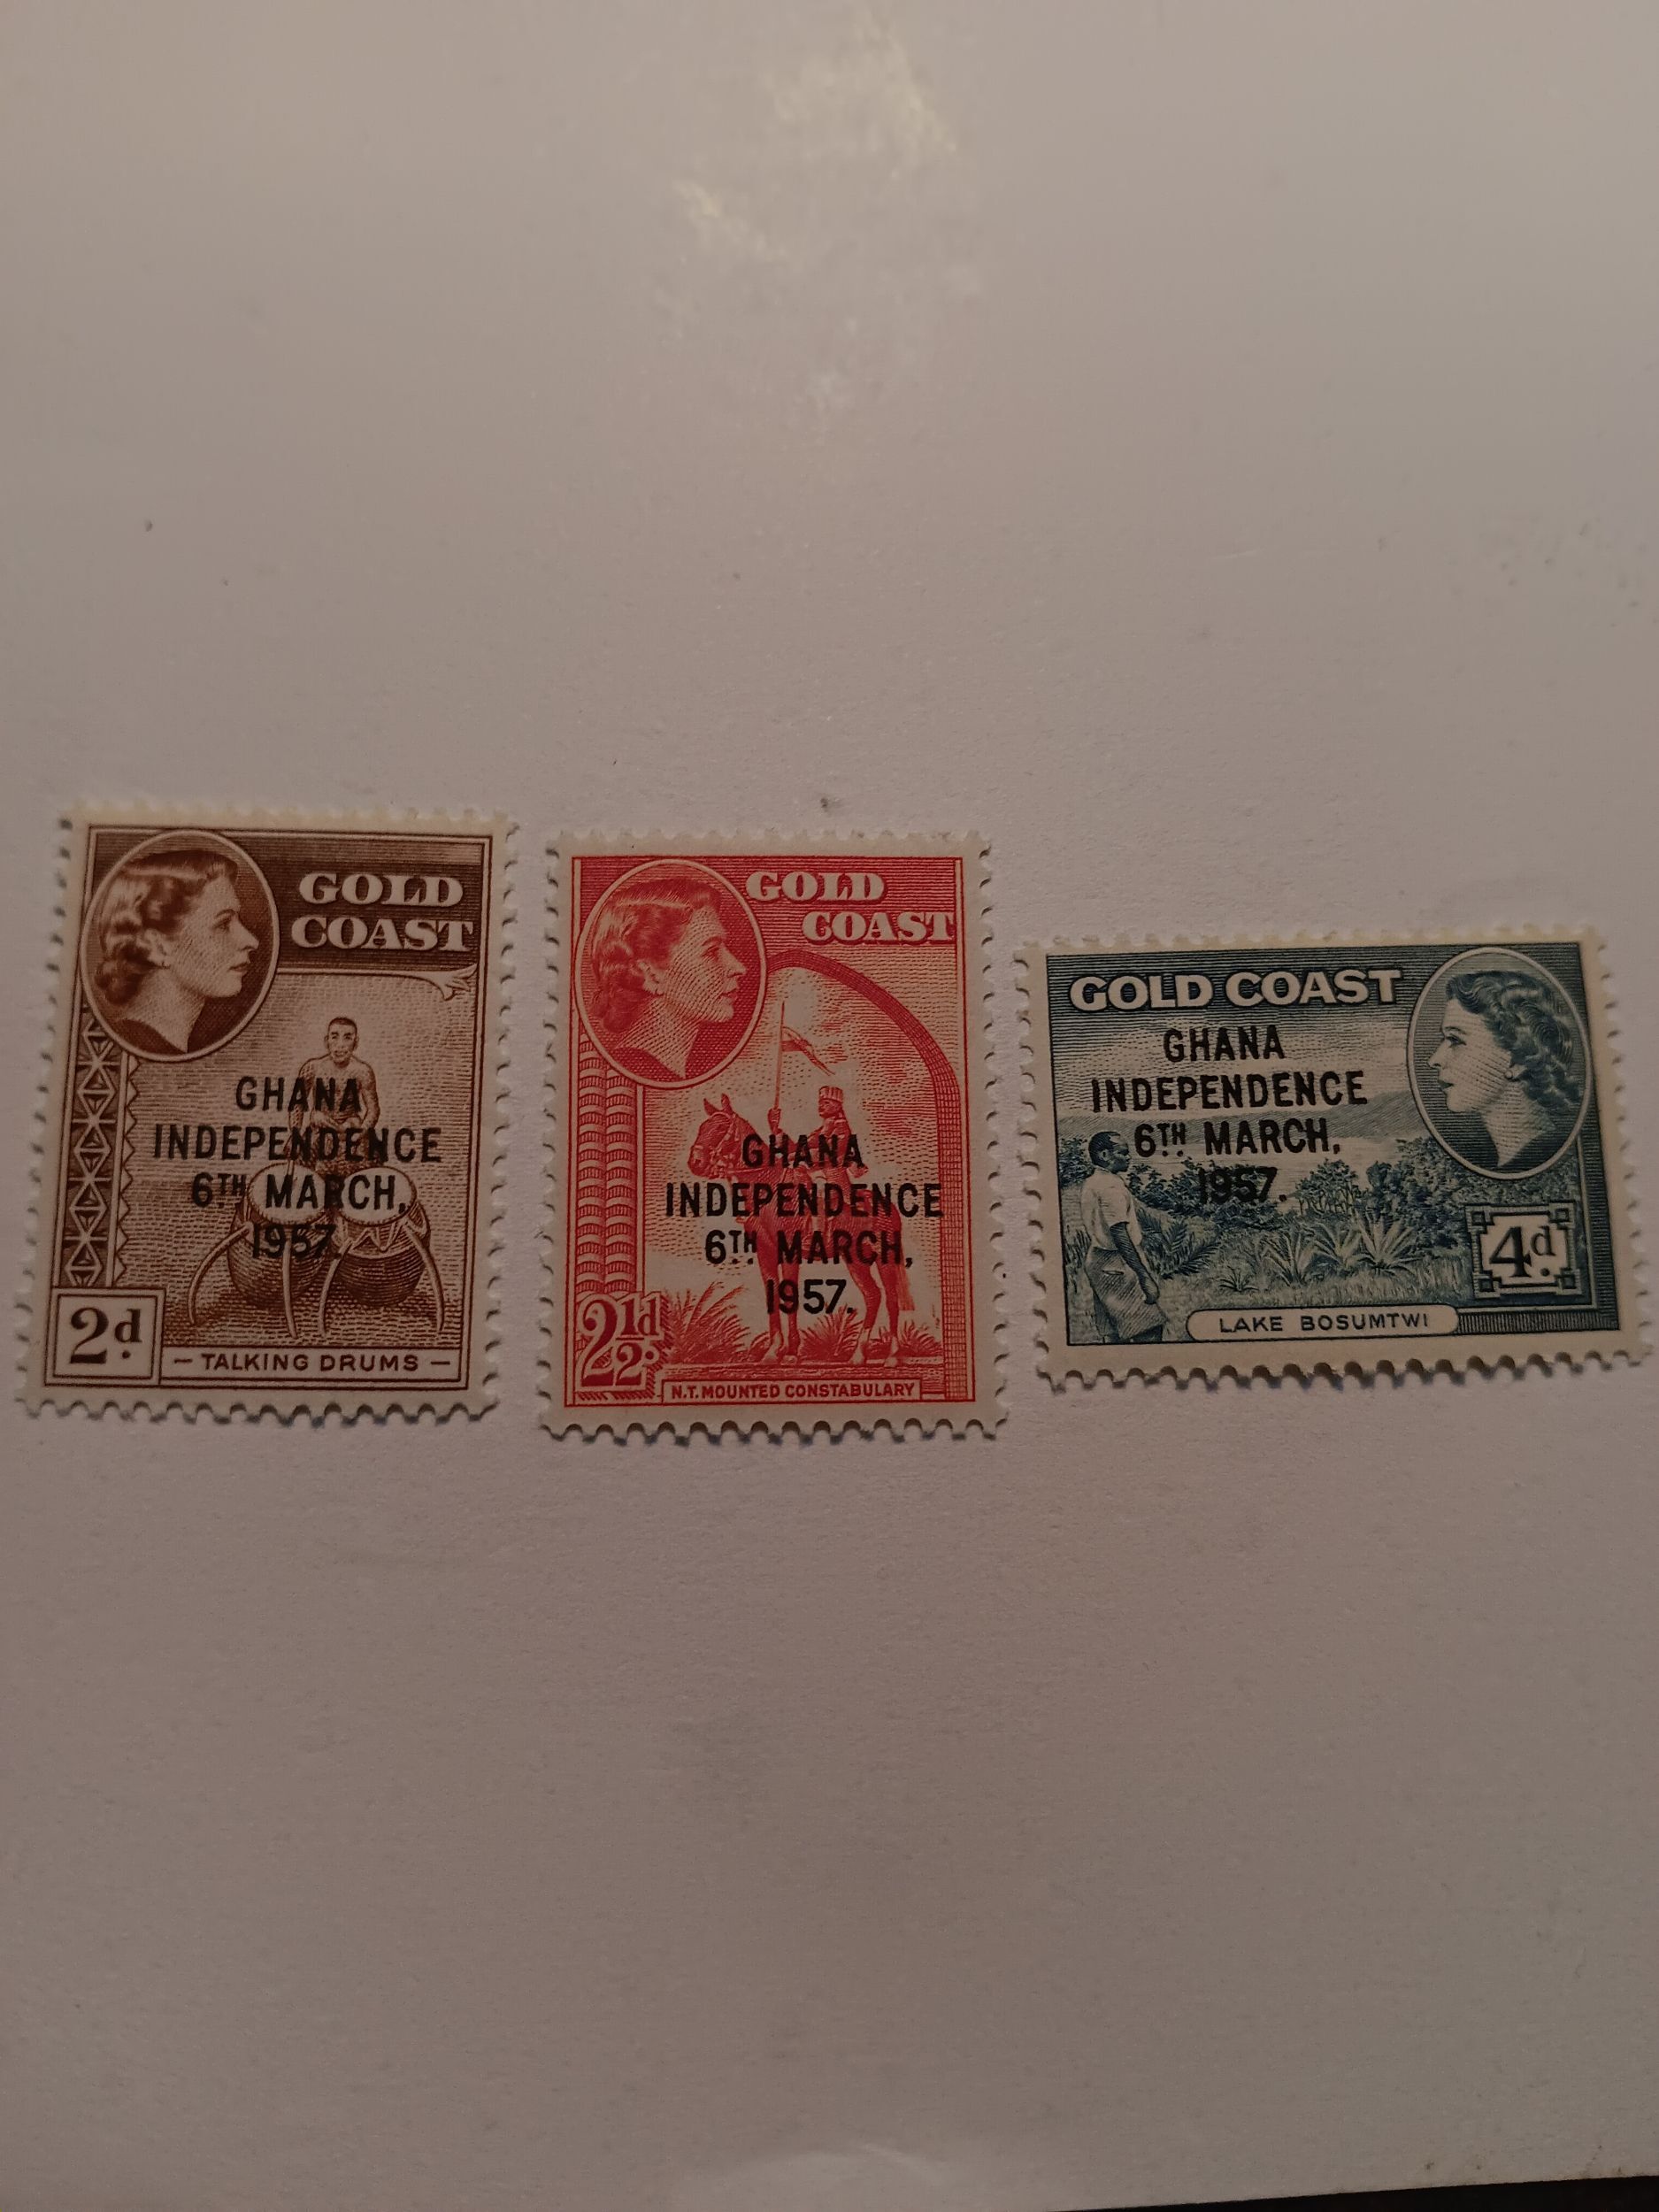 GOLD
COAST
GHANA
INDEPENDENCE
6TH MARCH,
1957.
2d.
– TALKING DRUMS –
GOLD
COAST
GHANA
INDEPENDENCE
6TH MARCH,
1957.
2½d.
N.T. MOUNTED CONSTABULARY
GOLD COAST
GHANA
INDEPENDENCE
6TH MARCH,
1957.
4d.
LAKE BOSUMTWI